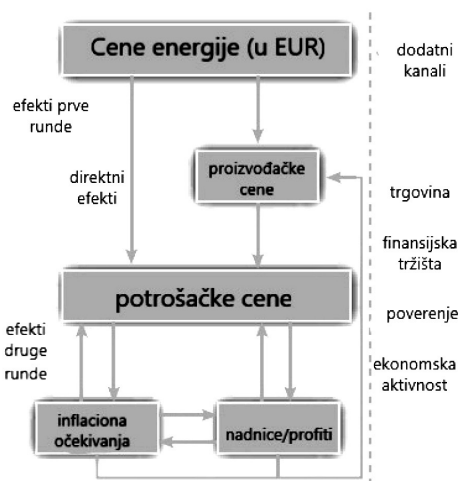 Cene energije (u EUR)
dodatni
kanali
efekti prve
runde
direktni
efekti
proizvođačke
cene
trgovina
finansijska
tržišta
potrošačke cene
poverenje
efekti
druge
runde
ekonomska
aktivnost
inflaciona
očekivanja
nadnice/profiti